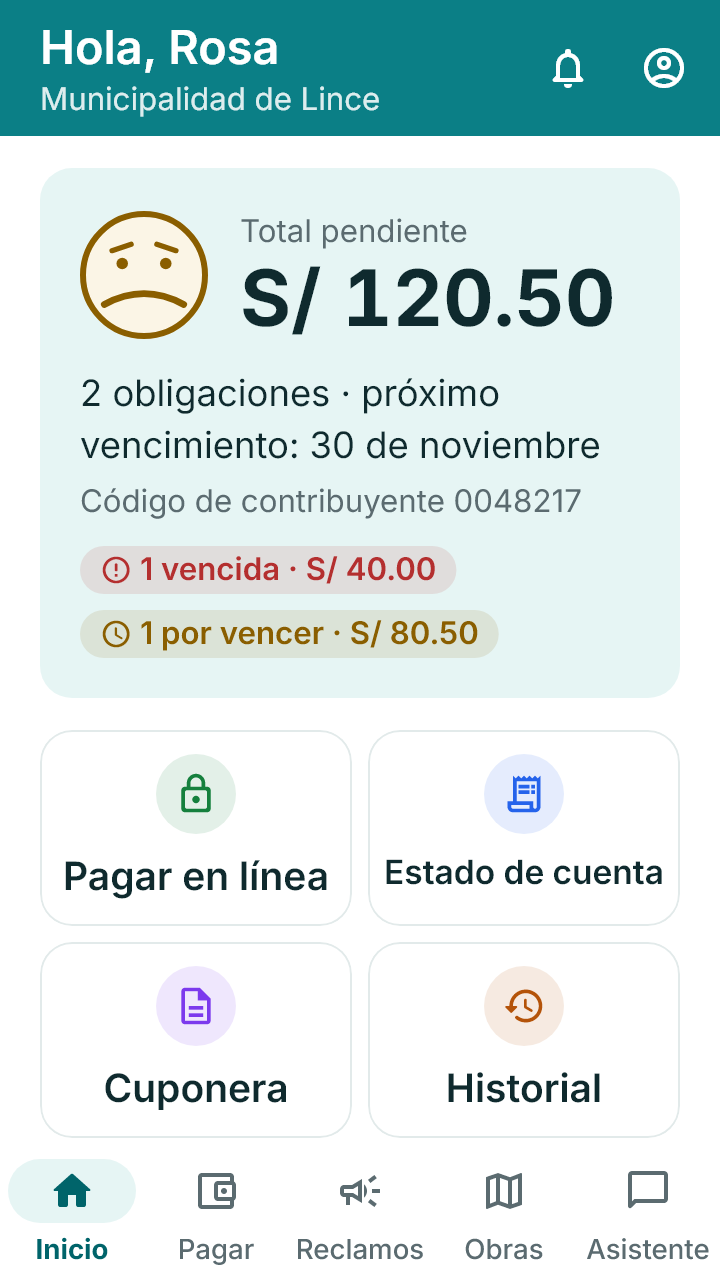 Hola, Rosa
Municipalidad de Lince
Total pendiente
S/ 120.50
2 obligaciones · próximo
vencimiento: 30 de noviembre
Código de contribuyente 0048217
1 vencida · S/ 40.00
1 por vencer · S/ 80.50
Pagar en línea
Estado de cuenta
Cuponera
Historial
Inicio
Pagar
Reclamos
Obras
Asistente